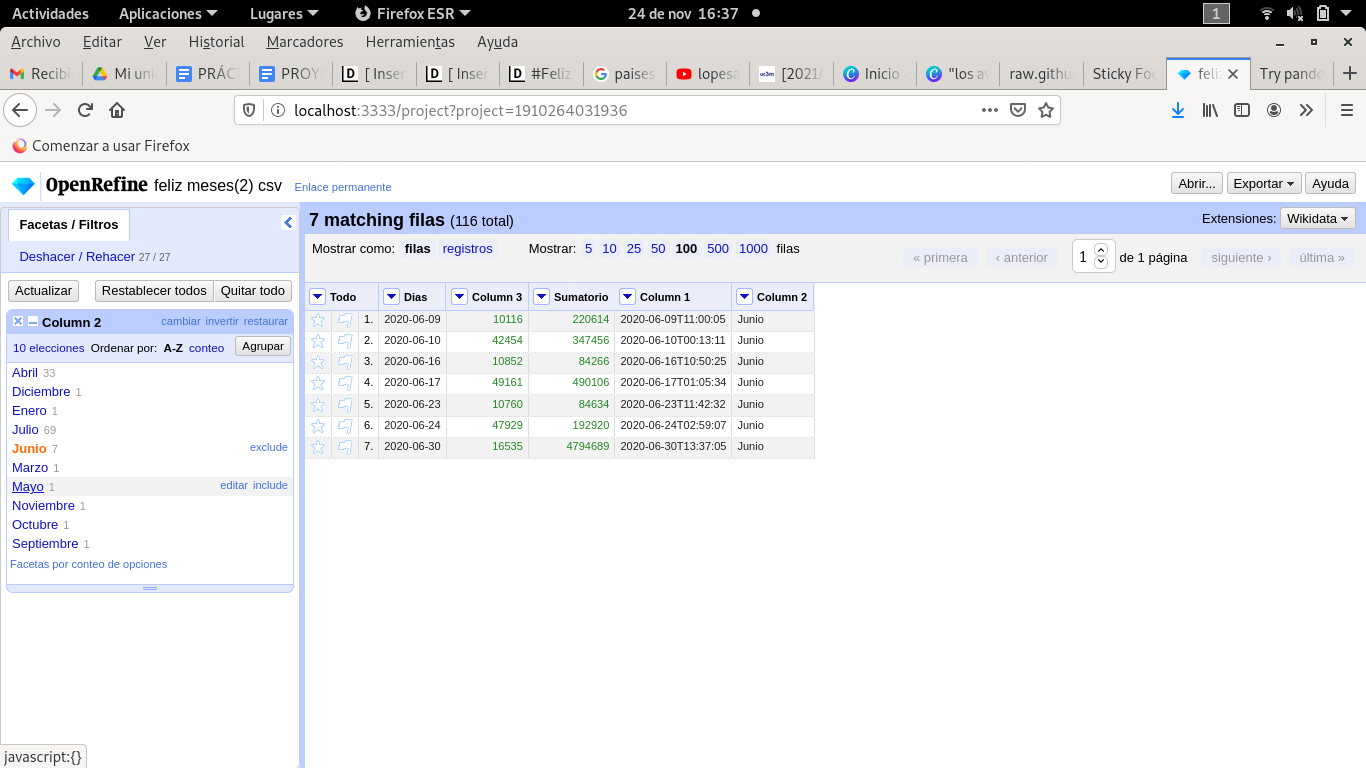 Actividades Aplicaciones Lugares Firefox ESR 24 de nov 16:37 1
Archivo Editar Ver Historial Marcadores Herramientas Ayuda
Recibi Mi uni PRÁC PROY [ Inser [ Inser #Feliz paises lopesa [2021/ Inicio - "los av raw.githu Sticky Foo feliz Try pando
localhost:3333/project?project=1910264031936
Comenzar a usar Firefox
OpenRefine feliz meses(2) csv Enlace permanente Abrir... Exportar Ayuda
Facetas / Filtros
7 matching filas (116 total) Extensiones: Wikidata
Deshacer / Rehacer 27 / 27
Mostrar como: filas registros Mostrar: 5 10 25 50 100 500 1000 filas « primera ‹ anterior 1 de 1 página siguiente › última »
Actualizar Restablecer todos Quitar todo
Column 2 cambiar invertir restaurar
10 elecciones Ordenar por: A-Z conteo Agrupar
Abril 33
Diciembre 1
Enero 1
Julio 69
Junio 7 exclude
Marzo 1
Mayo 1 editar include
Noviembre 1
Octubre 1
Septiembre 1
Facetas por conteo de opciones
Todo Dias Column 3 Sumatorio Column 1 Column 2
1. 2020-06-09 10116 220614 2020-06-09T11:00:05 Junio
2. 2020-06-10 42454 347456 2020-06-10T00:13:11 Junio
3. 2020-06-16 10852 84266 2020-06-16T10:50:25 Junio
4. 2020-06-17 49161 490106 2020-06-17T01:05:34 Junio
5. 2020-06-23 10760 84634 2020-06-23T11:42:32 Junio
6. 2020-06-24 47929 192920 2020-06-24T02:59:07 Junio
7. 2020-06-30 16535 4794689 2020-06-30T13:37:05 Junio
javascript:{}